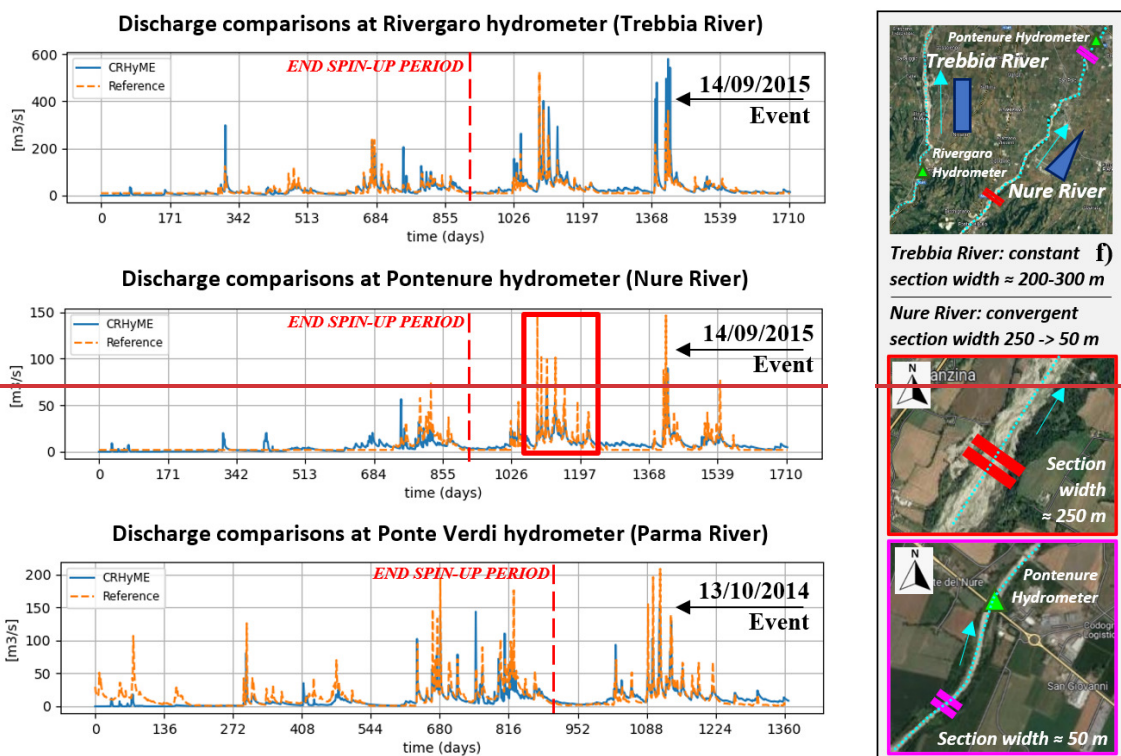 Discharge comparisons at Rivergaro hydrometer (Trebbia River)
600
400
200
0
[m3/s]
CRHyME
Reference
END SPIN-UP PERIOD
14/09/2015
Event
0 171 342 513 684 855 1026 1197 1368 1539 1710
time (days)
Discharge comparisons at Pontenure hydrometer (Nure River)
150
100
50
0
[m3/s]
CRHyME
Reference
END SPIN-UP PERIOD
14/09/2015
Event
0 171 342 513 684 855 1026 1197 1368 1539 1710
time (days)
Discharge comparisons at Ponte Verdi hydrometer (Parma River)
200
150
100
50
0
[m3/s]
CRHyME
Reference
END SPIN-UP PERIOD
13/10/2014
Event
0 136 272 408 544 680 816 952 1088 1224 1360
time (days)
Pontenure Hydrometer
Trebbia River
Rivergaro
Hydrometer
Nure River
Trebbia River: constant f)
section width ≈ 200-300 m
Nure River: convergent
section width 250 -> 50 m
N
anzina
Section
width
≈ 250 m
N
te del Nure
Pontenure
Hydrometer
Codogno
Logistic
San Giovanni
Section width ≈ 50 m